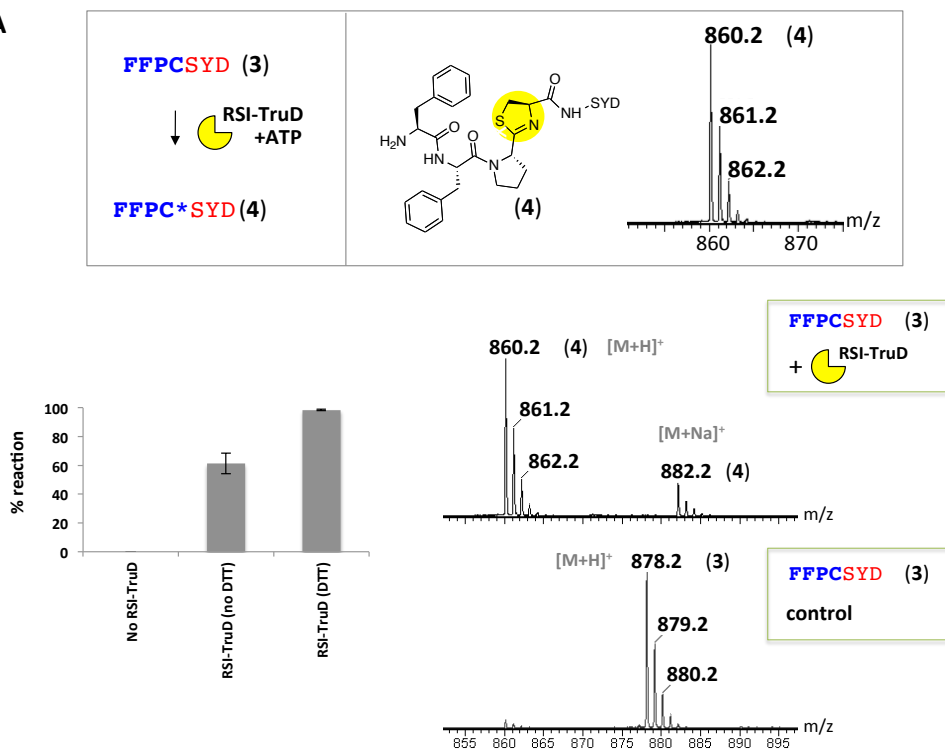 A
FFPCSYD (3)
RSI-TruD
+ATP
FFPC*SYD (4)
H₂N
O
HN
O
N
S
N
O
NH
SYD
(4)
860.2 (4)
861.2
862.2
m/z
860 870
FFPCSYD (3)
+ RSI-TruD
860.2 (4) [M+H]⁺
861.2
862.2
[M+Na]⁺
882.2 (4)
m/z
% reaction
100
80
60
40
20
0
No RSI-TruD
RSI-TruD (no DTT)
RSI-TruD (DTT)
[M+H]⁺ 878.2 (3)
879.2
880.2
m/z
855 860 865 870 875 880 885 890 895
FFPCSYD (3)
control